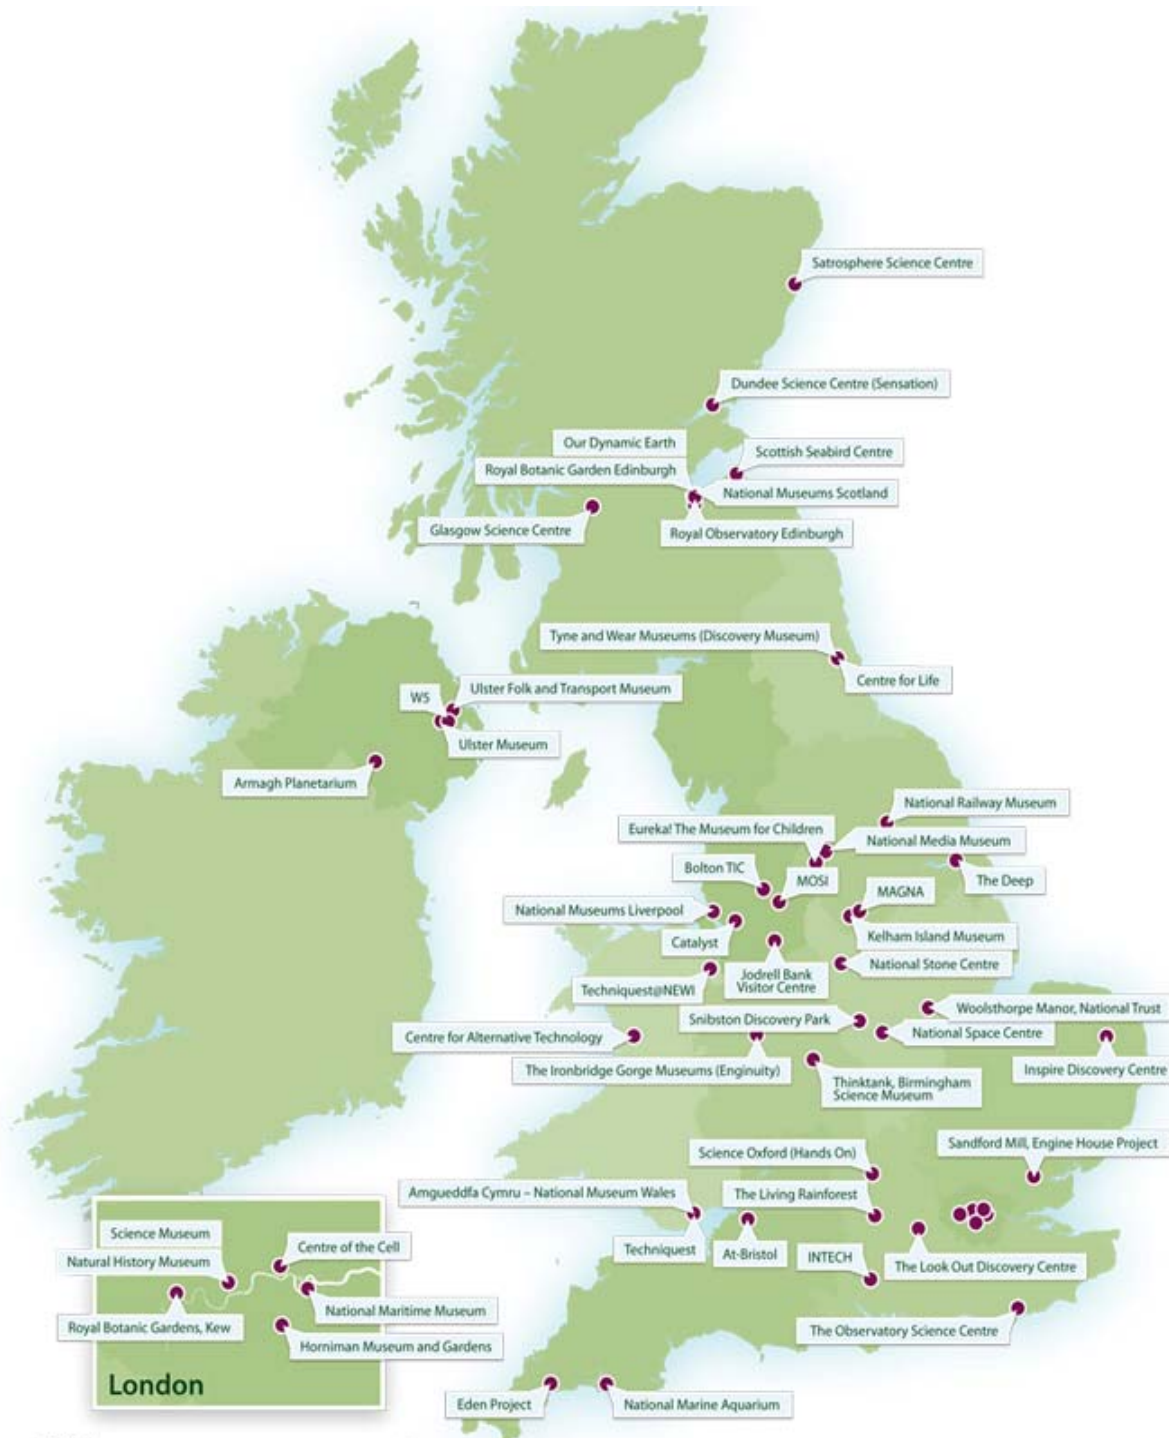 Satrosphere Science Centre
Dundee Science Centre (Sensation)
Our Dynamic Earth
Scottish Seabird Centre
Royal Botanic Garden Edinburgh
National Museums Scotland
Glasgow Science Centre
Royal Observatory Edinburgh
Tyne and Wear Museums (Discovery Museum)
Centre for Life
W5
Ulster Folk and Transport Museum
Ulster Museum
Armagh Planetarium
National Railway Museum
Eureka! The Museum for Children
National Media Museum
Bolton TIC
MOSI
The Deep
MAGNA
National Museums Liverpool
Kelham Island Museum
Catalyst
National Stone Centre
Jodrell Bank
Visitor Centre
Techniquest@NEWI
Woolsthorpe Manor, National Trust
Snibston Discovery Park
National Space Centre
Centre for Alternative Technology
The Ironbridge Gorge Museums (Enginuity)
Inspire Discovery Centre
Thinktank, Birmingham
Science Museum
Sandford Mill, Engine House Project
Science Oxford (Hands On)
Amgueddfa Cymru – National Museum Wales
The Living Rainforest
Techniquest
At-Bristol
INTECH
The Look Out Discovery Centre
The Observatory Science Centre
Eden Project
National Marine Aquarium
Science Museum
Natural History Museum
Centre of the Cell
National Maritime Museum
Royal Botanic Gardens, Kew
Horniman Museum and Gardens
London